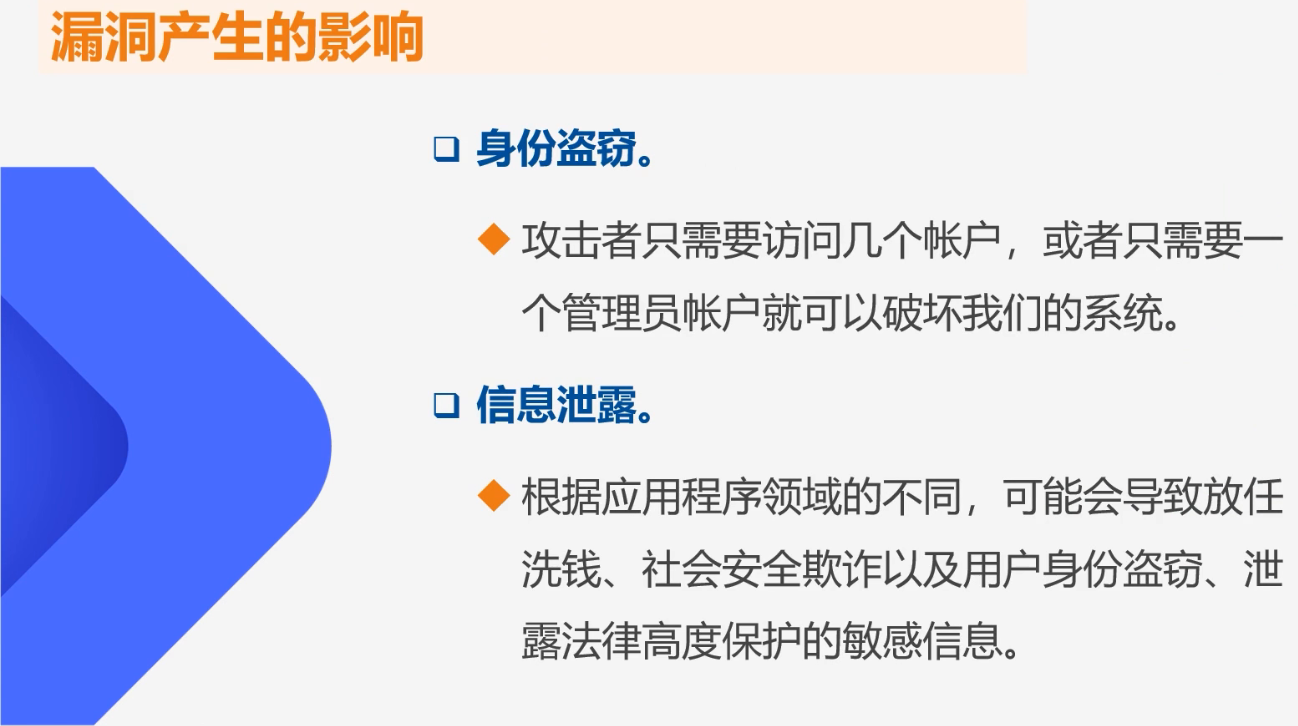 漏洞产生的影响
身份盗窃。
攻击者只需要访问几个帐户，或者只需要一
个管理员帐户就可以破坏我们的系统。
信息泄露。
根据应用程序领域的不同，可能会导致放任
洗钱、社会安全欺诈以及用户身份盗窃、泄
露法律高度保护的敏感信息。